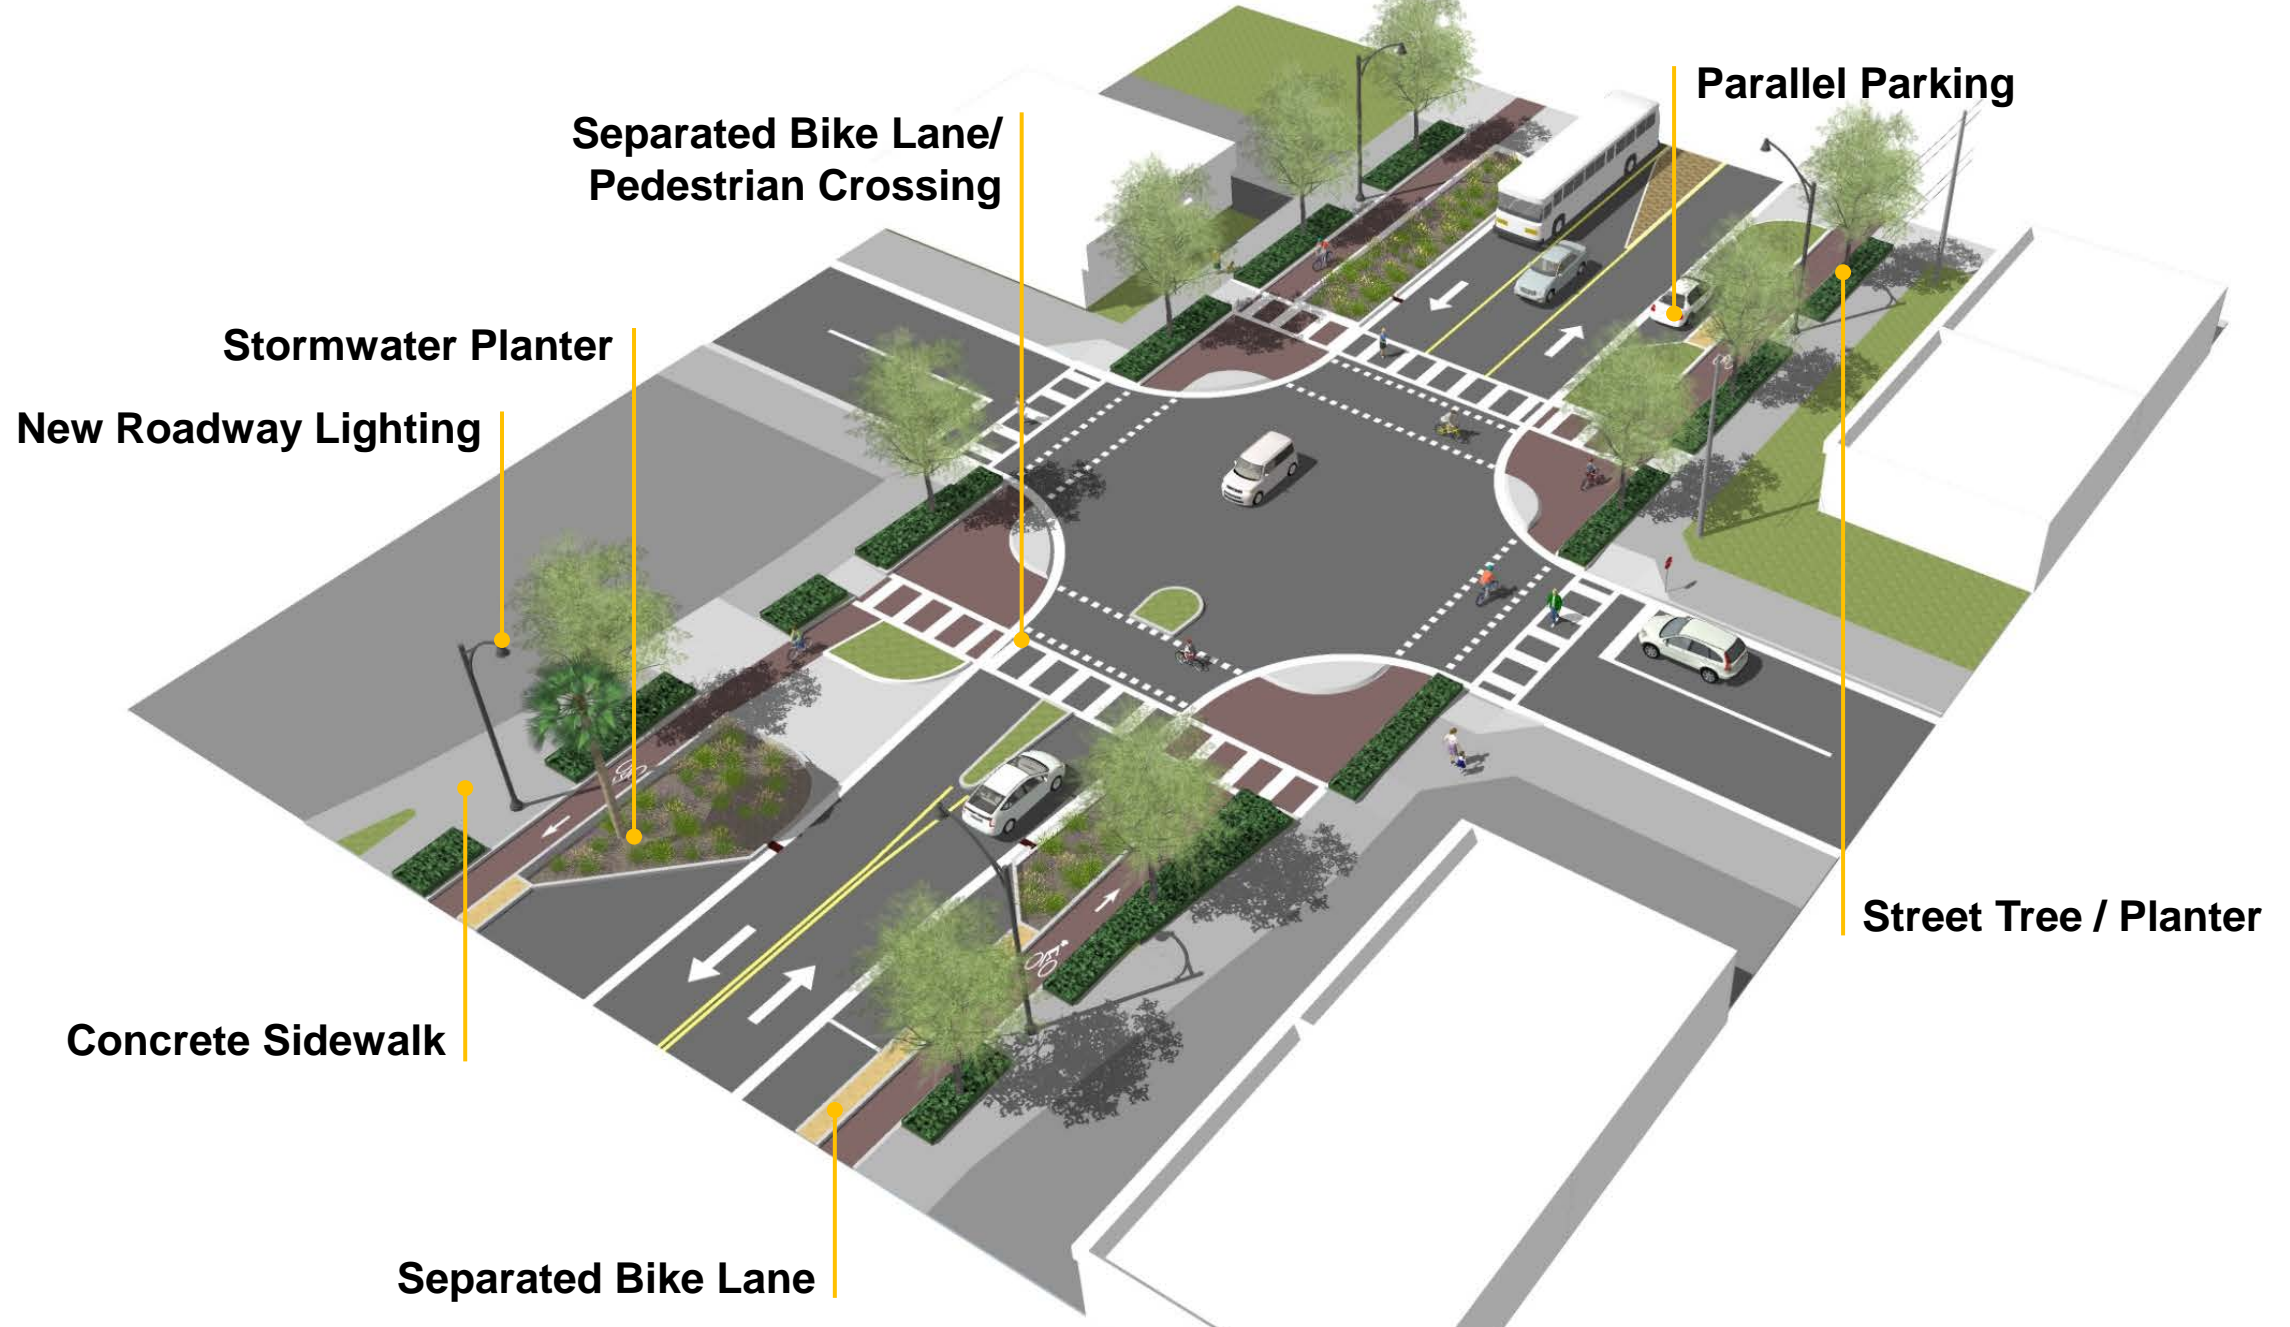 Parallel Parking
Separated Bike Lane/
Pedestrian Crossing
Stormwater Planter
New Roadway Lighting
Street Tree / Planter
Concrete Sidewalk
Separated Bike Lane